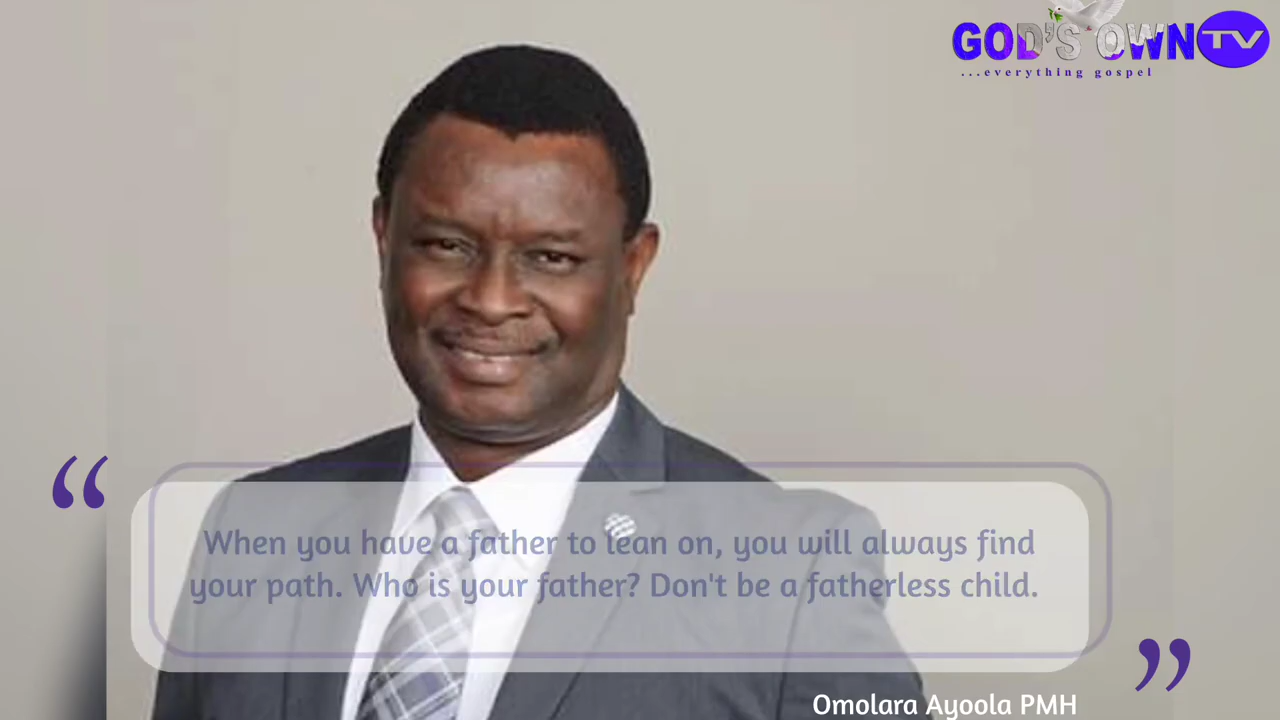 GOD'S OWN TV
...everything gospel
“
When you have a father to lean on, you will always find
your path. Who is your father? Don't be a fatherless child.
”
Omolara Ayoola PMH